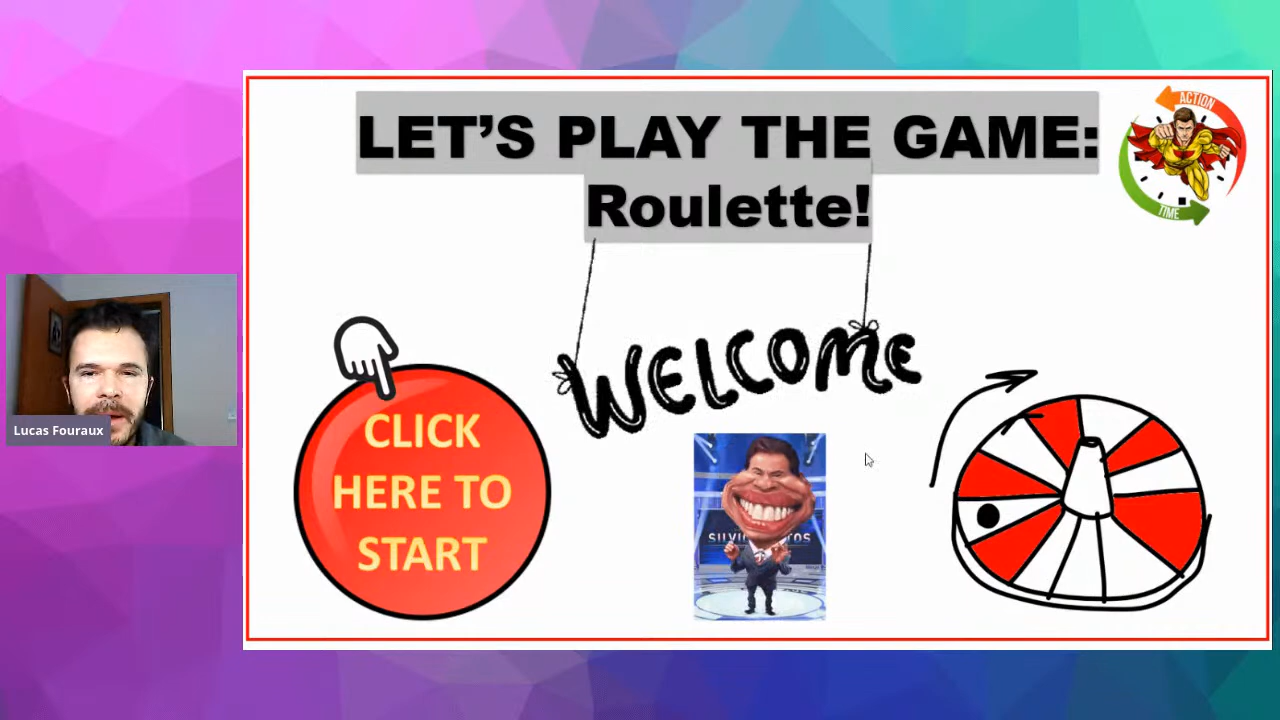 LET'S PLAY THE GAME:
Roulette!
ACTION
TIME
WELCOME
CLICK
HERE TO
START
Lucas Fouraux